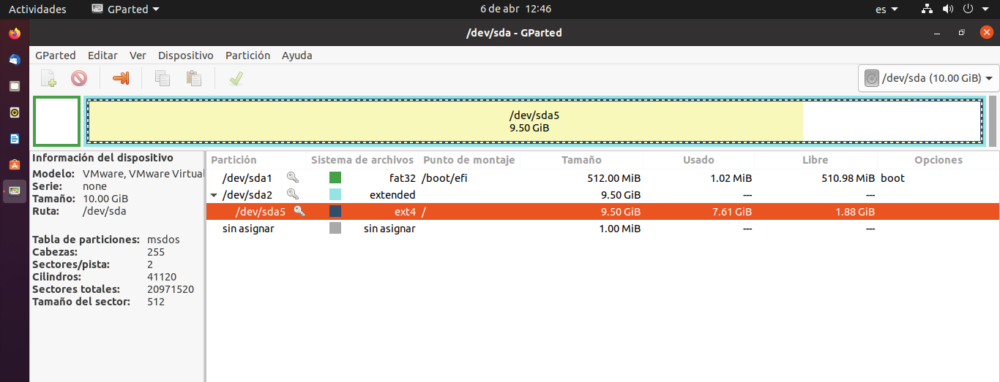 Actividades GParted 6 de abr 12:46 es
/dev/sda - GParted
GParted Editar Ver Dispositivo Partición Ayuda
/dev/sda (10.00 GiB)
/dev/sda5
9.50 GiB
Información del dispositivo
Modelo: VMware, VMware Virtual
Serie: none
Tamaño: 10.00 GiB
Ruta: /dev/sda
Tabla de particiones: msdos
Cabezas: 255
Sectores/pista: 2
Cilindros: 41120
Sectores totales: 20971520
Tamaño del sector: 512
Partición Sistema de archivos Punto de montaje Tamaño Usado Libre Opciones
/dev/sda1 fat32 /boot/efi 512.00 MiB 1.02 MiB 510.98 MiB boot
/dev/sda2 extended 9.50 GiB --- ---
/dev/sda5 ext4 / 9.50 GiB 7.61 GiB 1.88 GiB
sin asignar sin asignar 1.00 MiB --- ---